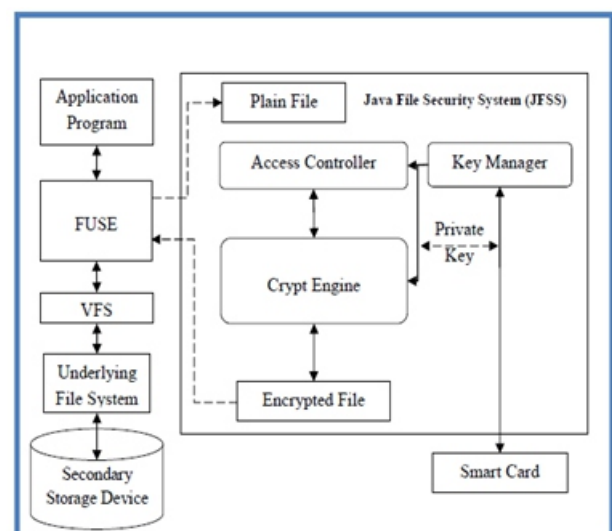 Application
Program
FUSE
VFS
Underlying
File System
Secondary
Storage Device
Java File Security System (JFSS)
Plain File
Access Controller
Key Manager
Private
Key
Crypt Engine
Encrypted File
Smart Card